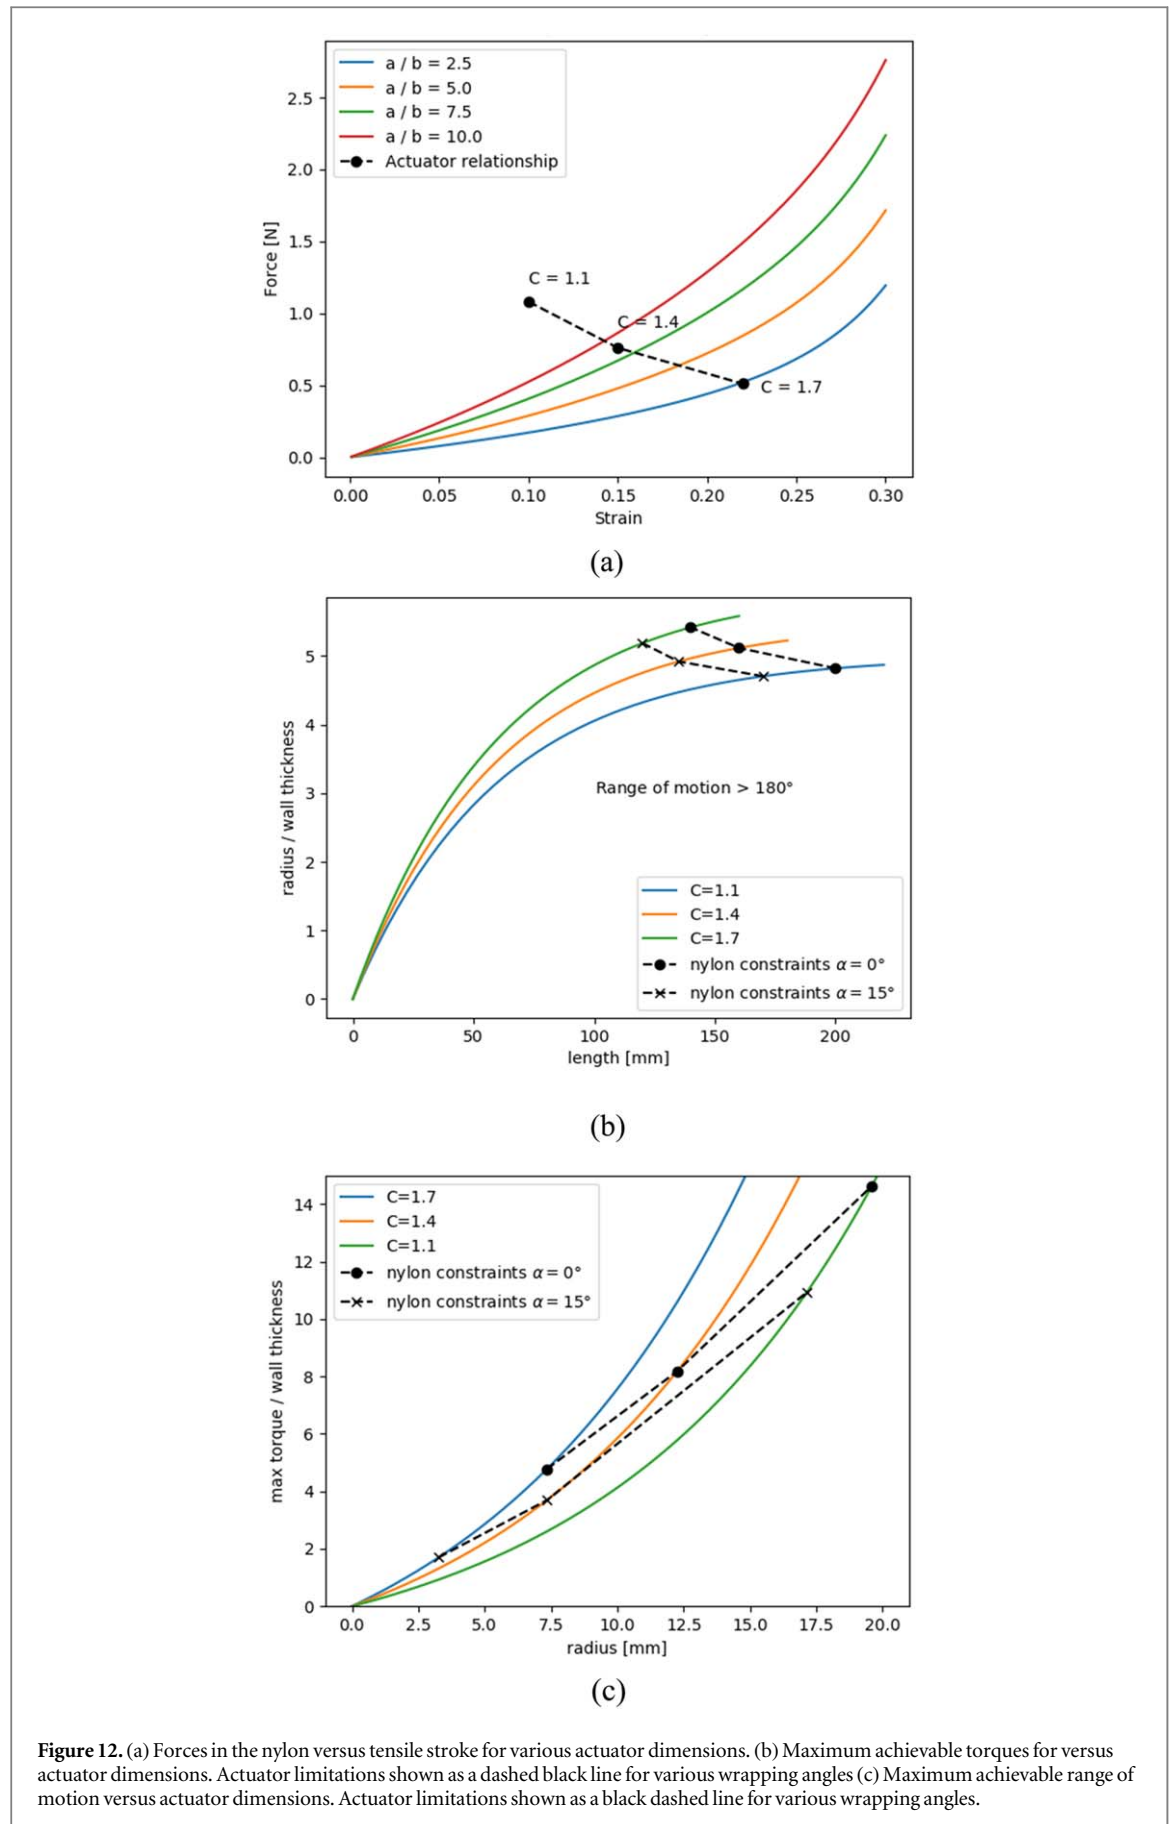 a / b = 2.5
a / b = 5.0
a / b = 7.5
a / b = 10.0
Actuator relationship
2.5
2.0
1.5
1.0
0.5
0.0
Force [N]
C = 1.1
C = 1.4
C = 1.7
0.00 0.05 0.10 0.15 0.20 0.25 0.30
Strain
(a)
5
4
3
2
1
0
radius / wall thickness
Range of motion > 180°
C=1.1
C=1.4
C=1.7
nylon constraints α = 0°
nylon constraints α = 15°
0 50 100 150 200
length [mm]
(b)
C=1.7
C=1.4
C=1.1
nylon constraints α = 0°
nylon constraints α = 15°
14
12
10
8
6
4
2
0
max torque / wall thickness
0.0 2.5 5.0 7.5 10.0 12.5 15.0 17.5 20.0
radius [mm]
(c)
Figure 12. (a) Forces in the nylon versus tensile stroke for various actuator dimensions. (b) Maximum achievable torques for versus
actuator dimensions. Actuator limitations shown as a dashed black line for various wrapping angles (c) Maximum achievable range of
motion versus actuator dimensions. Actuator limitations shown as a black dashed line for various wrapping angles.